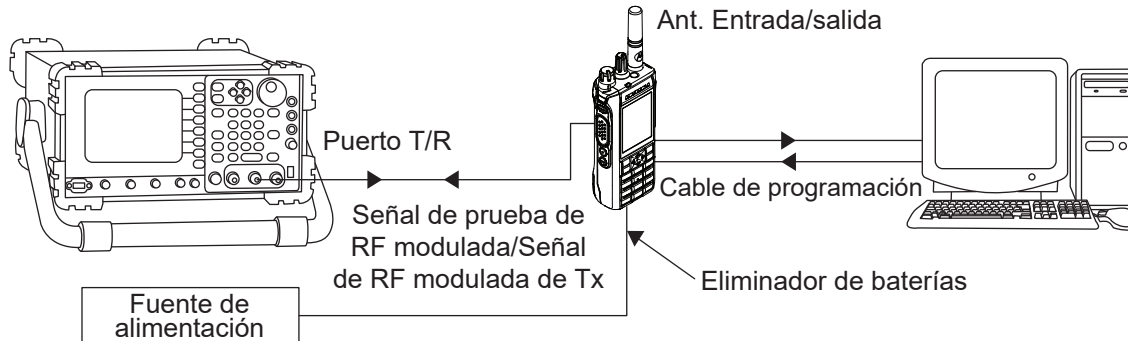 Ant. Entrada/salida
Puerto T/R
Cable de programación
Señal de prueba de
RF modulada/Señal
de RF modulada de Tx
Eliminador de baterías
Fuente de
alimentación